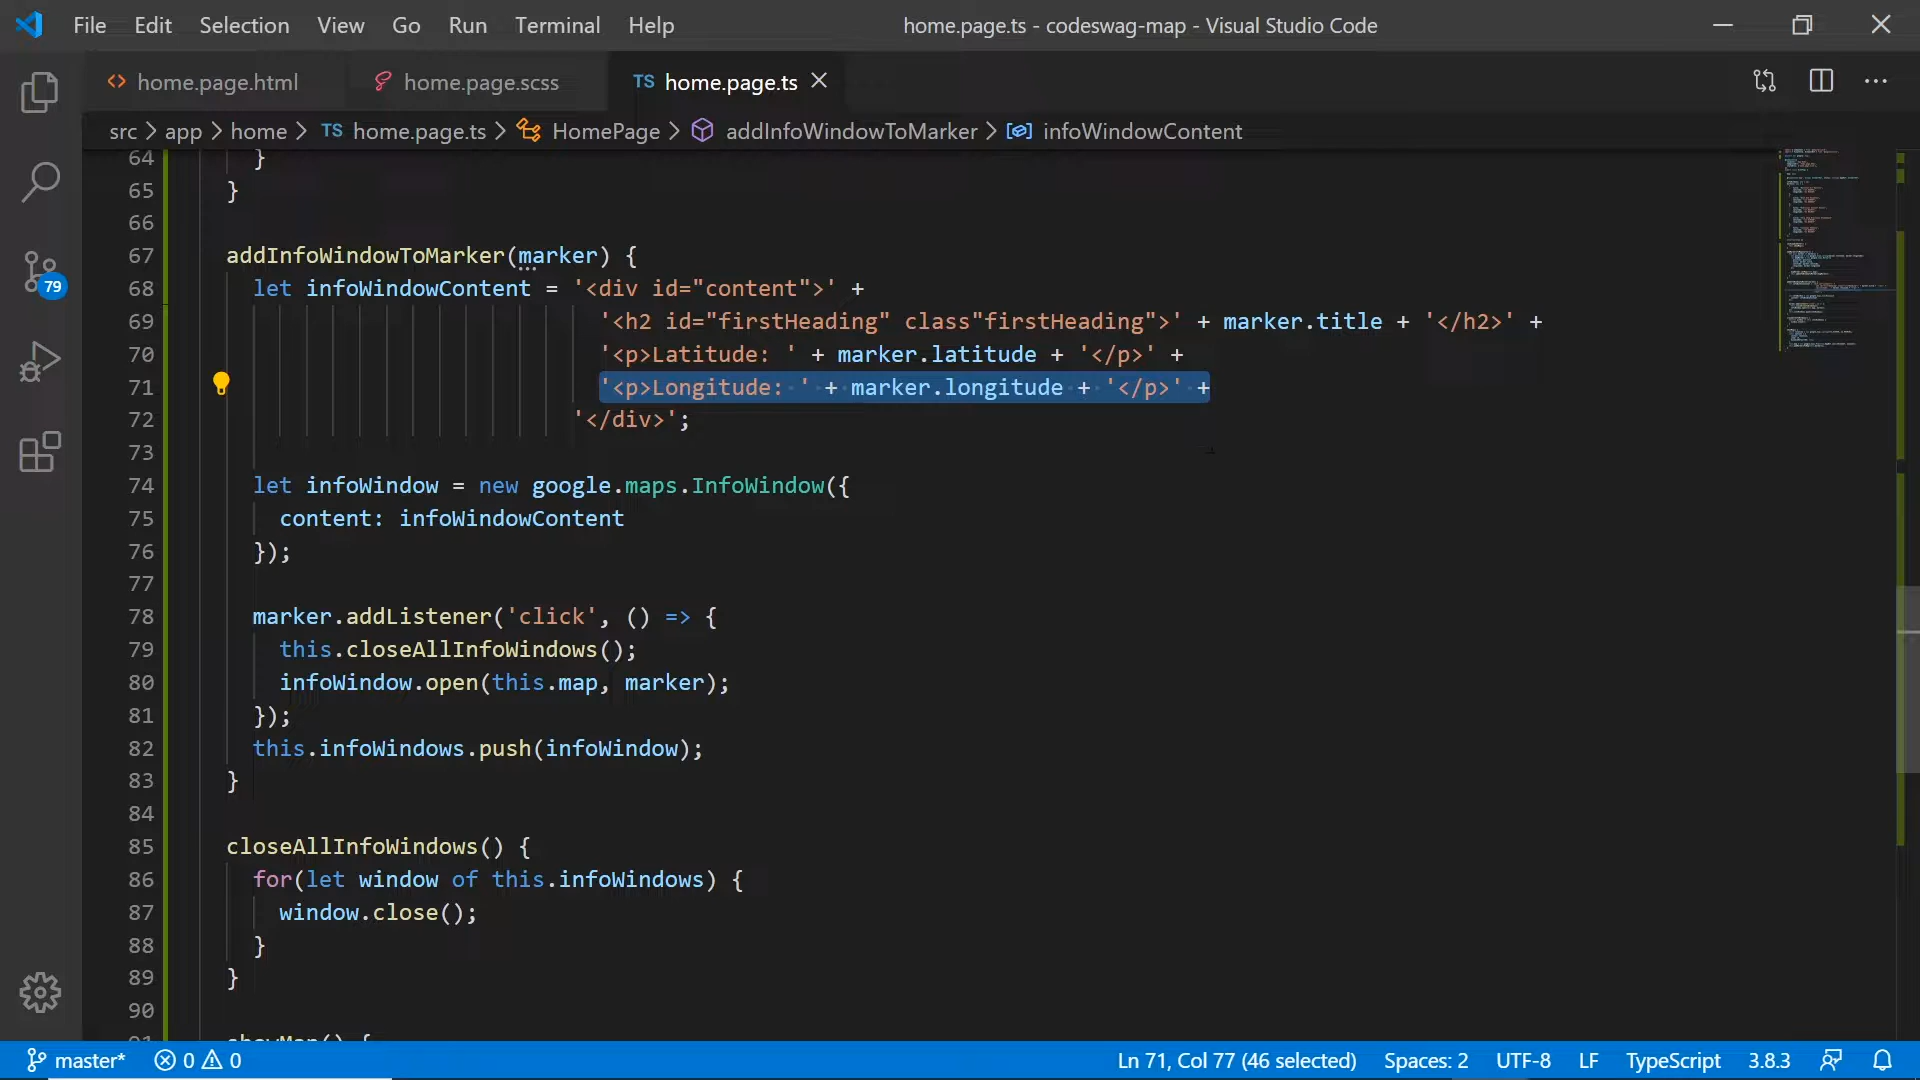 File Edit Selection View Go Run Terminal Help home.page.ts - codeswag-map - Visual Studio Code
home.page.html home.page.scss TS home.page.ts
src > app > home > TS home.page.ts > HomePage > addInfoWindowToMarker > infoWindowContent
79
64 }
65 }
66
67 addInfoWindowToMarker(marker) {
68 let infoWindowContent = '<div id="content">' +
69 '<h2 id="firstHeading" class"firstHeading">' + marker.title + '</h2>' +
70 '<p>Latitude: ' + marker.latitude + '</p>' +
71 '<p>Longitude: ' + marker.longitude + '</p>' +
72 '</div>';
73
74 let infoWindow = new google.maps.InfoWindow({
75 content: infoWindowContent
76 });
77
78 marker.addListener('click', () => {
79 this.closeAllInfoWindows();
80 infoWindow.open(this.map, marker);
81 });
82 this.infoWindows.push(infoWindow);
83 }
84
85 closeAllInfoWindows() {
86 for(let window of this.infoWindows) {
87 window.close();
88 }
89 }
90
master* 0 0 Ln 71, Col 77 (46 selected) Spaces: 2 UTF-8 LF TypeScript 3.8.3